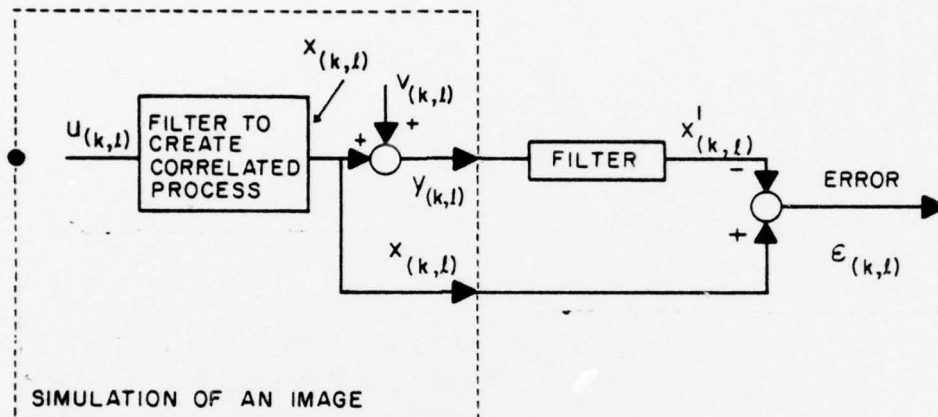 x(k,l)
v(k,l)
+
u(k,l)
FILTER TO
CREATE
CORRELATED
PROCESS
+
y(k,l)
FILTER
x'(k,l)
-
ERROR
+
ε(k,l)
x(k,l)
SIMULATION OF AN IMAGE